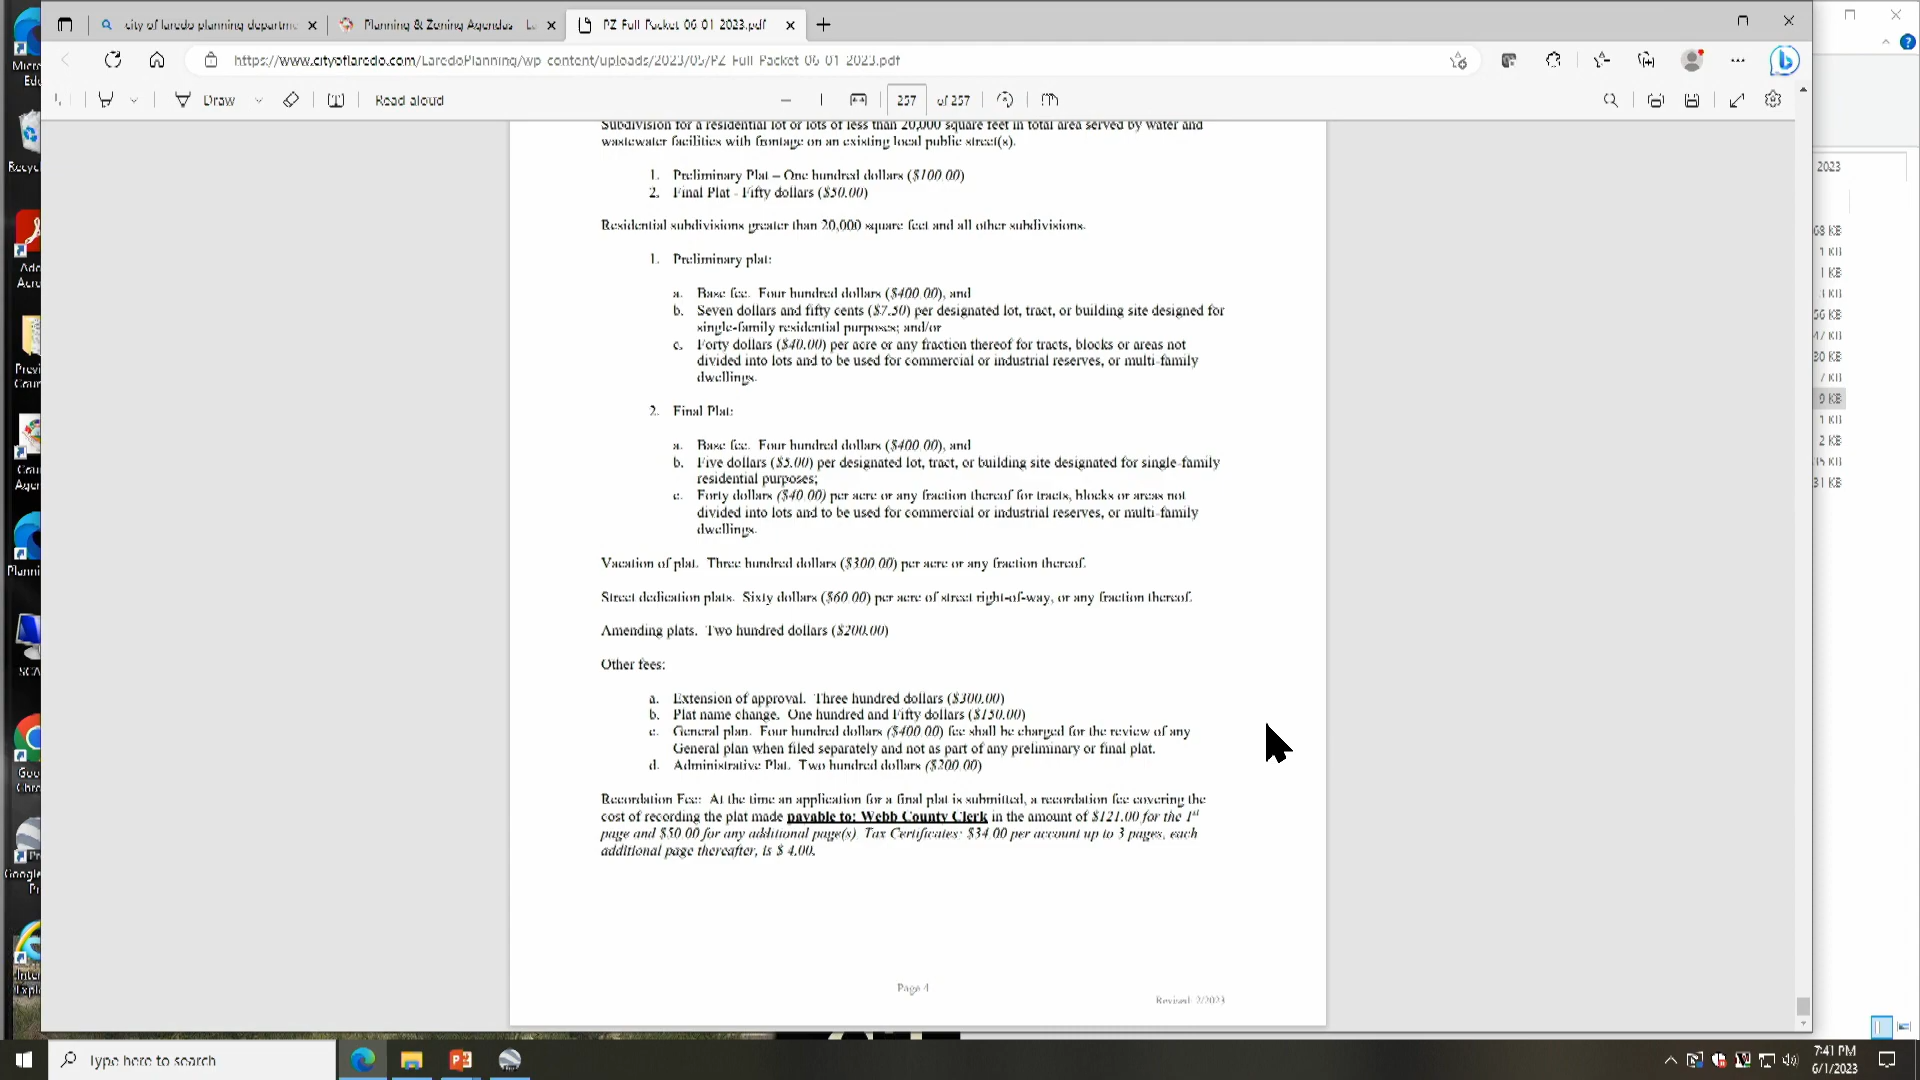 city of laredo planning departme
Planning & Zoning Agendas
PZ-Full-Packet-06-01-2023.pdf
https://www.cityoflaredo.com/LaredoPlanning/wp-content/uploads/2023/05/PZ-Full-Packet-06-01-2023.pdf
Draw
Read aloud
257 of 257
Subdivision for a residential lot or lots of less than 20,000 square feet in total area served by water and
wastewater facilities with frontage on an existing local public street(s).
1. Preliminary Plat – One hundred dollars ($100.00)
2. Final Plat - Fifty dollars ($50.00)
Residential subdivisions greater than 20,000 square feet and all other subdivisions.
1. Preliminary plat:
a. Base fee. Four hundred dollars ($400.00), and
b. Seven dollars and fifty cents ($7.50) per designated lot, tract, or building site designed for
single-family residential purposes; and/or
c. Forty dollars ($40.00) per acre or any fraction thereof for tracts, blocks or areas not
divided into lots and to be used for commercial or industrial reserves, or multi-family
dwellings.
2. Final Plat:
a. Base fee. Four hundred dollars ($400.00), and
b. Five dollars ($5.00) per designated lot, tract, or building site designated for single-family
residential purposes;
c. Forty dollars ($40.00) per acre or any fraction thereof for tracts, blocks or areas not
divided into lots and to be used for commercial or industrial reserves, or multi-family
dwellings.
Vacation of plat. Three hundred dollars ($300.00) per acre or any fraction thereof.
Street dedication plats. Sixty dollars ($60.00) per acre of street right-of-way, or any fraction thereof.
Amending plats. Two hundred dollars ($200.00)
Other fees:
a. Extension of approval. Three hundred dollars ($300.00)
b. Plat name change. One hundred and Fifty dollars ($150.00)
c. General plan. Four hundred dollars ($400.00) fee shall be charged for the review of any
General plan when filed separately and not as part of any preliminary or final plat.
d. Administrative Plat. Two hundred dollars ($200.00)
Recordation Fee: At the time an application for a final plat is submitted, a recordation fee covering the
cost of recording the plat made payable to: Webb County Clerk in the amount of $121.00 for the 1st
page and $50.00 for any additional page(s) Tax Certificates: $34.00 per account up to 3 pages, each
additional page thereafter, is $ 4.00.
Page 4
Revised: 2/2023
2023
1 KB
1 KB
9 KB
1 KB
2 KB
Type here to search
7:41 PM
6/1/2023